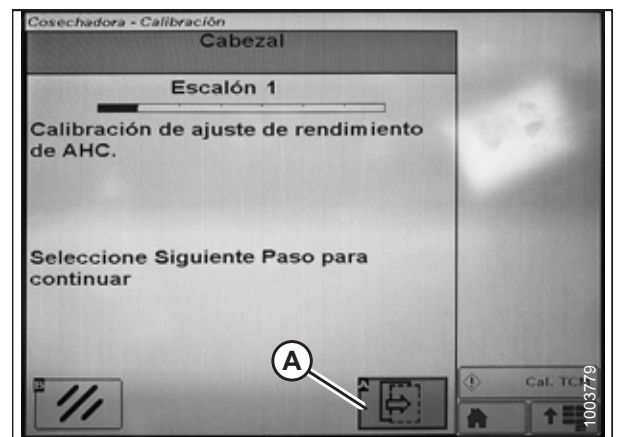 Cosechadora - Calibración
Cabezal
Escalón 1
Calibración de ajuste de rendimiento
de AHC.
Seleccione Siguiente Paso para
continuar
A
D
A
Cal.
1003779